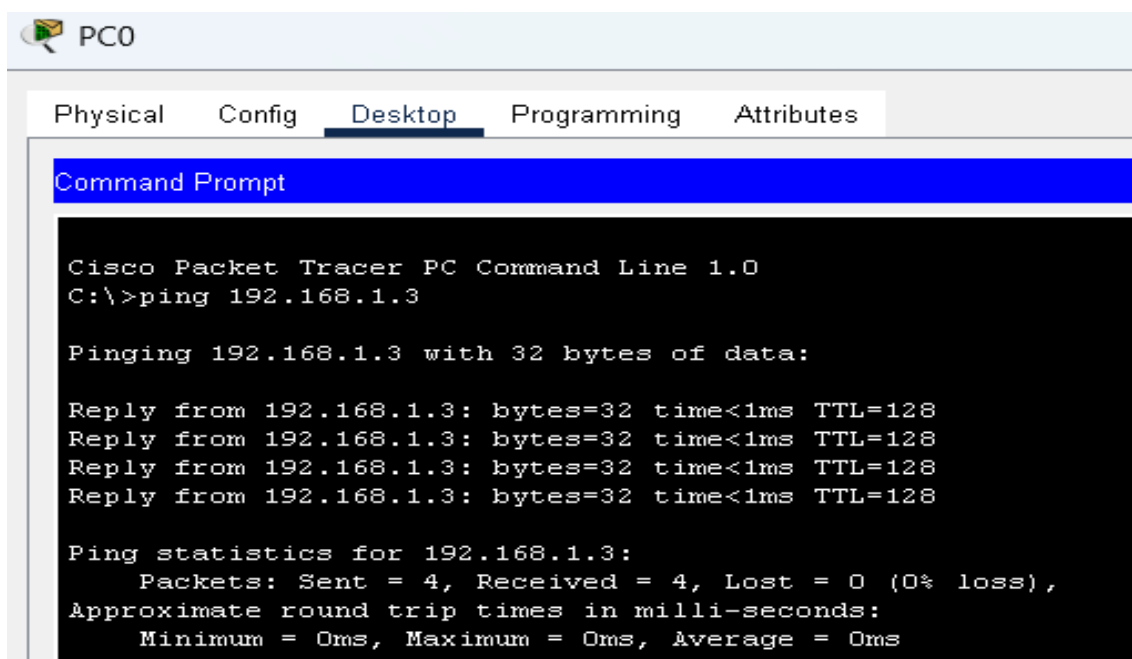 PC0
Physical Config Desktop Programming Attributes
Command Prompt
Cisco Packet Tracer PC Command Line 1.0
C:\>ping 192.168.1.3
Pinging 192.168.1.3 with 32 bytes of data:
Reply from 192.168.1.3: bytes=32 time<1ms TTL=128
Reply from 192.168.1.3: bytes=32 time<1ms TTL=128
Reply from 192.168.1.3: bytes=32 time<1ms TTL=128
Reply from 192.168.1.3: bytes=32 time<1ms TTL=128
Ping statistics for 192.168.1.3:
Packets: Sent = 4, Received = 4, Lost = 0 (0% loss),
Approximate round trip times in milli-seconds:
Minimum = 0ms, Maximum = 0ms, Average = 0ms